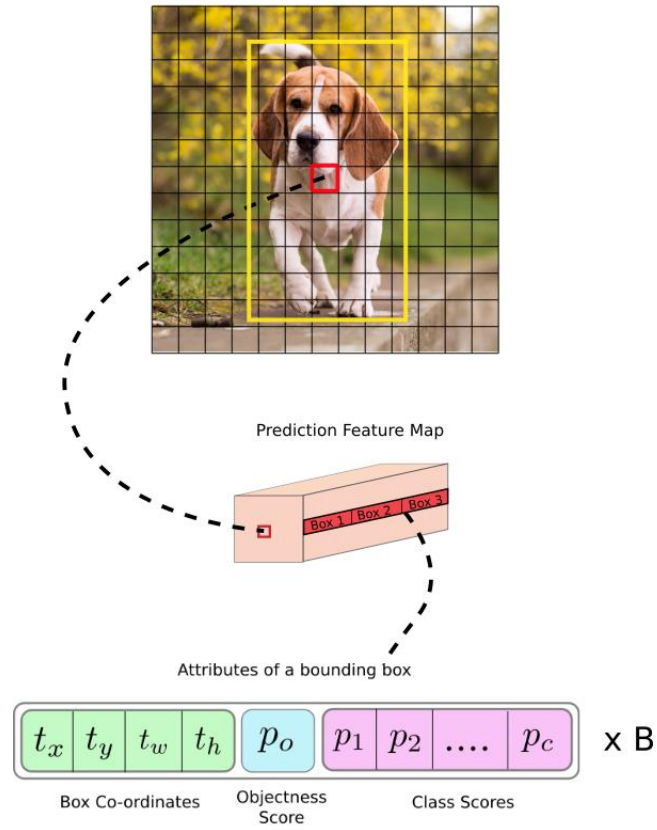 Prediction Feature Map
Box 1 Box 2 Box 3
Attributes of a bounding box
t_x t_y t_w t_h p_o p_1 p_2 .... p_c x B
Box Co-ordinates Objectness Score Class Scores